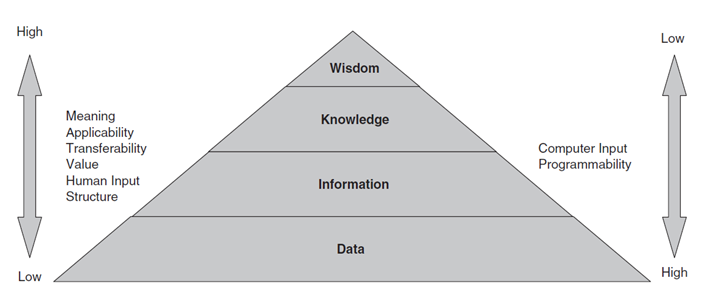 High
Low
Wisdom
Meaning
Applicability
Transferability
Value
Human Input
Structure
Knowledge
Computer Input
Programmability
Information
Data
Low
High